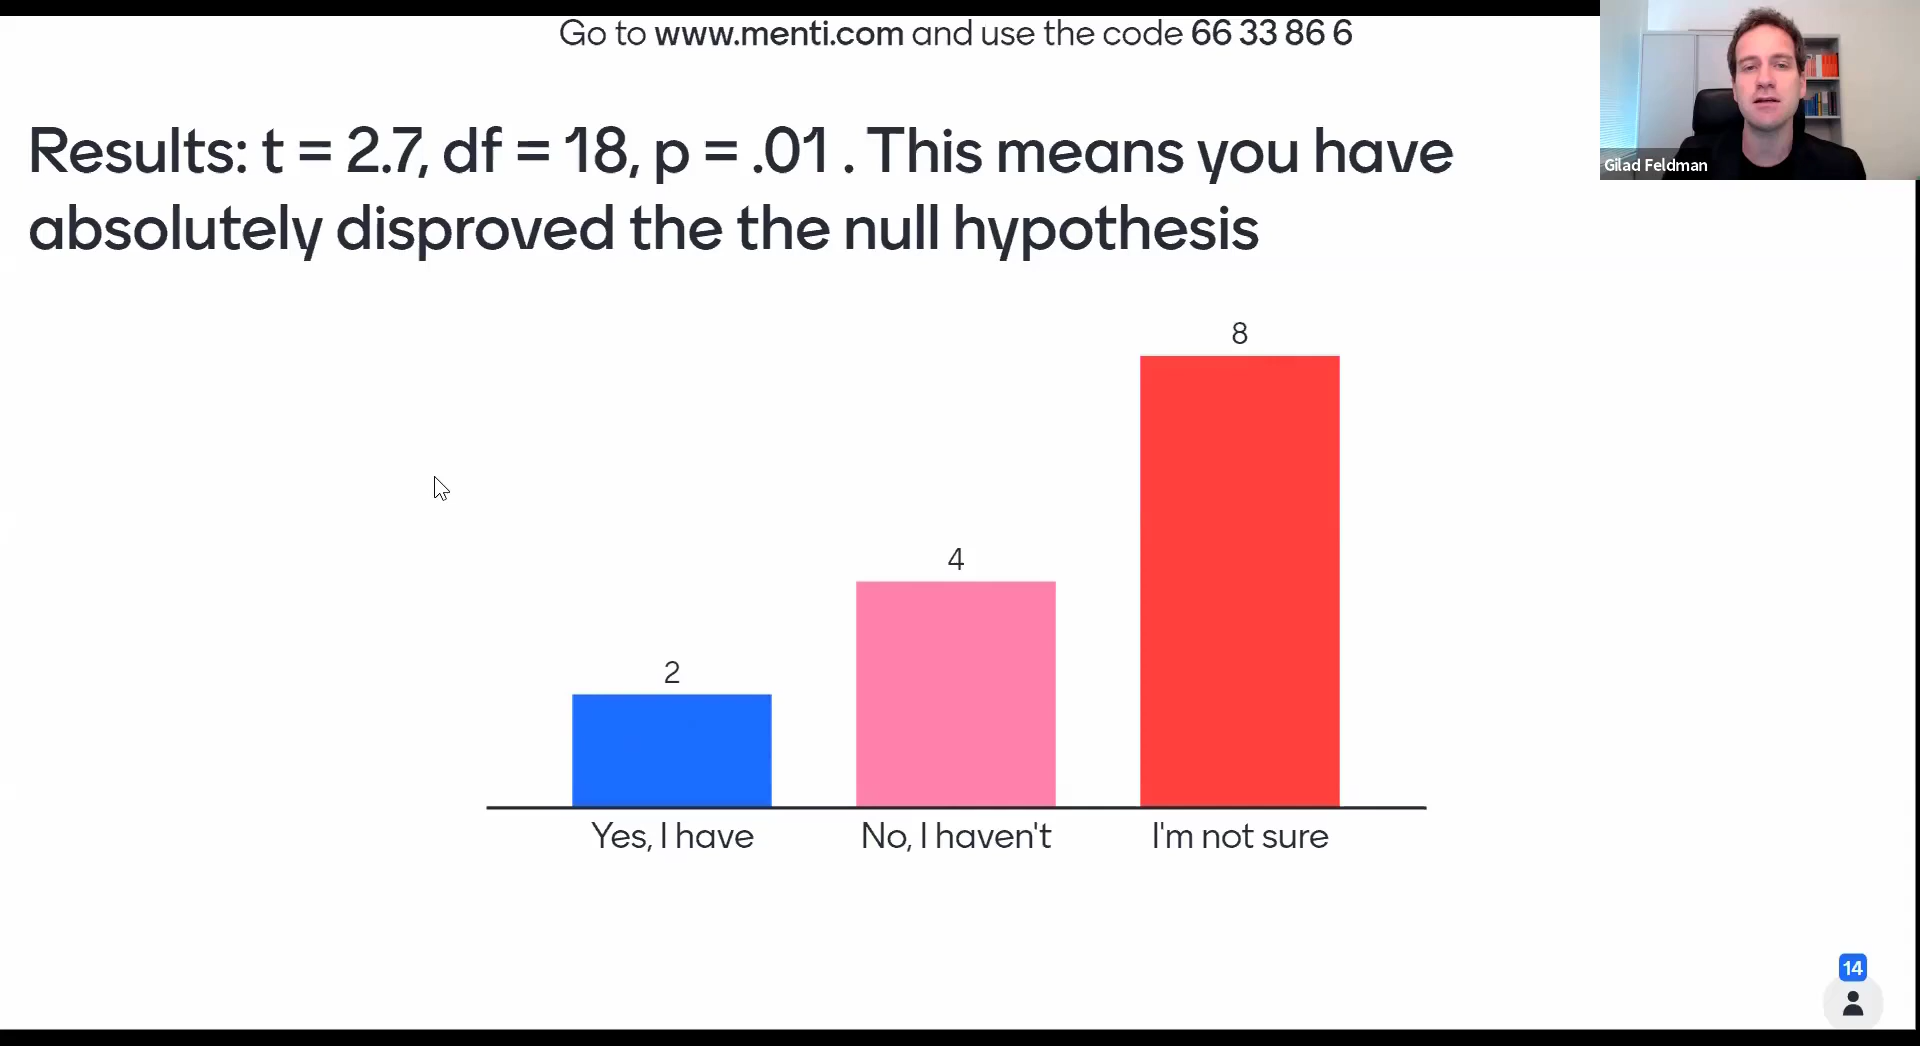 Go to www.menti.com and use the code 66 33 86 6
Gilad Feldman
Results: t = 2.7, df = 18, p = .01 . This means you have
absolutely disproved the the null hypothesis
8
4
2
Yes, I have
No, I haven't
I'm not sure
14